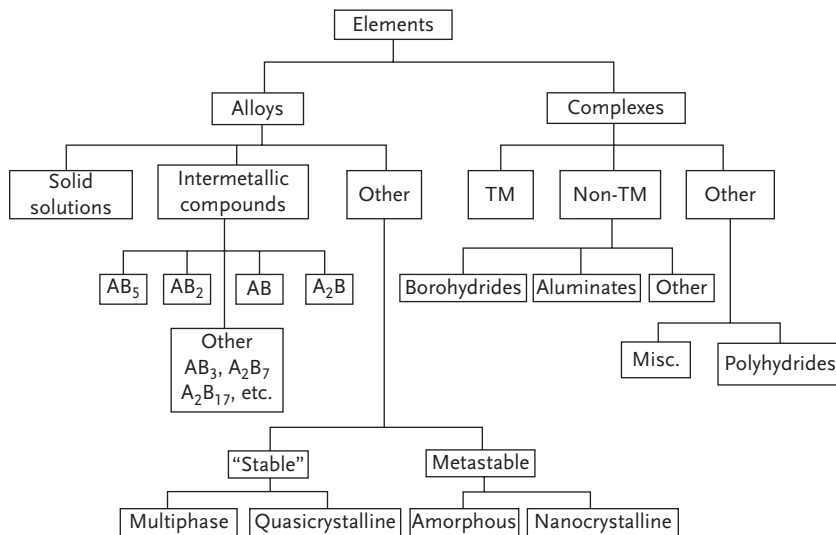 Elements
Alloys
Complexes
Solid
solutions
Intermetallic
compounds
Other
TM
Non-TM
Other
AB₅
AB₂
AB
A₂B
Borohydrides
Aluminates
Other
Other
AB₃, A₂B₇
A₂B₁₇, etc.
Misc.
Polyhydrides
“Stable”
Metastable
Multiphase
Quasicrystalline
Amorphous
Nanocrystalline